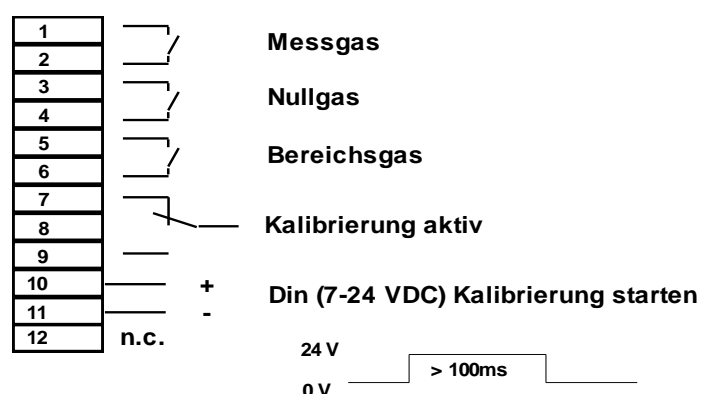 1
2 Messgas
3
4 Nullgas
5
6 Bereichsgas
7
8 Kalibrierung aktiv
9
10 +
Din (7-24 VDC) Kalibrierung starten
11 -
12 n.c.
24 V
> 100ms
0 V